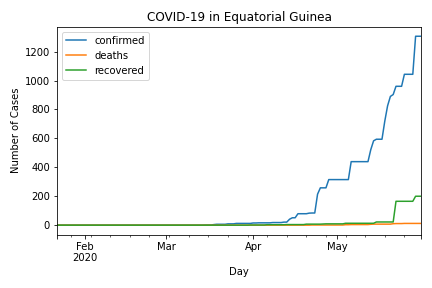 COVID-19 in Equatorial Guinea
confirmed
deaths
recovered
Number of Cases
1200
1000
800
600
400
200
0
Feb
2020
Mar
Apr
May
Day